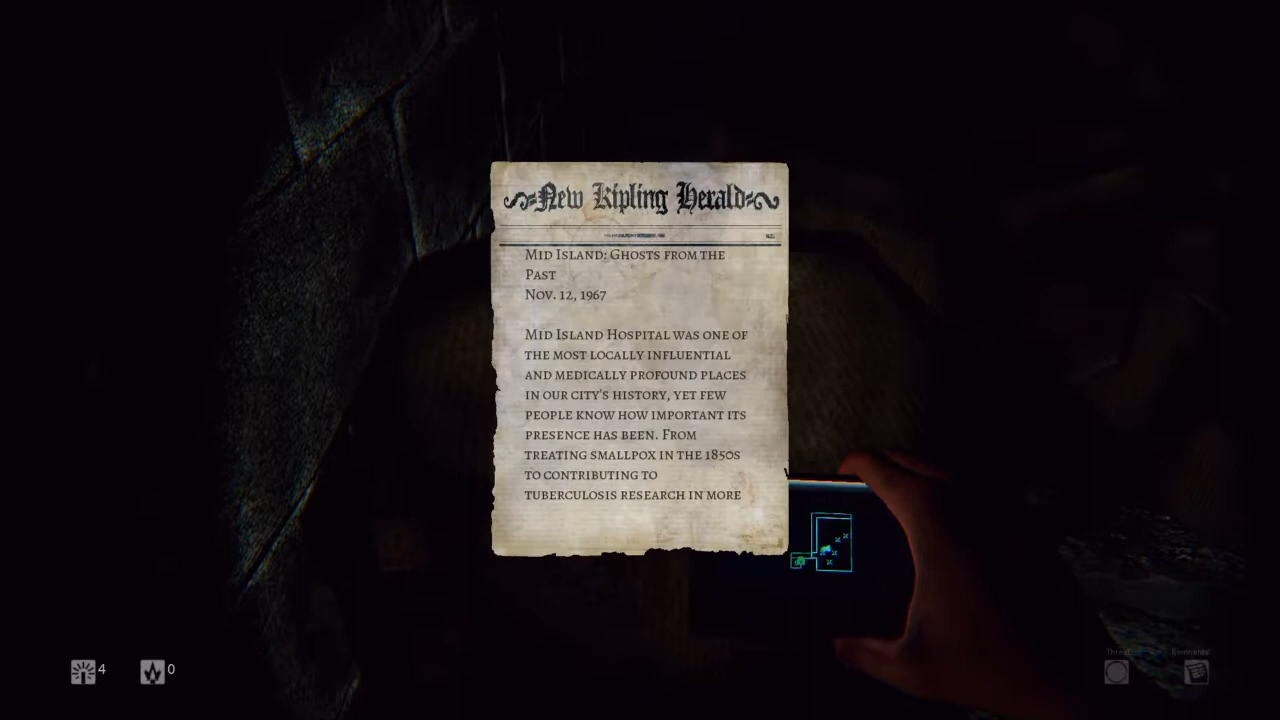 New Kipling Herald
Mid Island: Ghosts from the
Past
Nov. 12, 1967
Mid Island Hospital was one of
the most locally influential
and medically profound places
in our city's history, yet few
people know how important its
presence has been. From
treating smallpox in the 1850s
to contributing to
tuberculosis research in more
4
0
Remnants